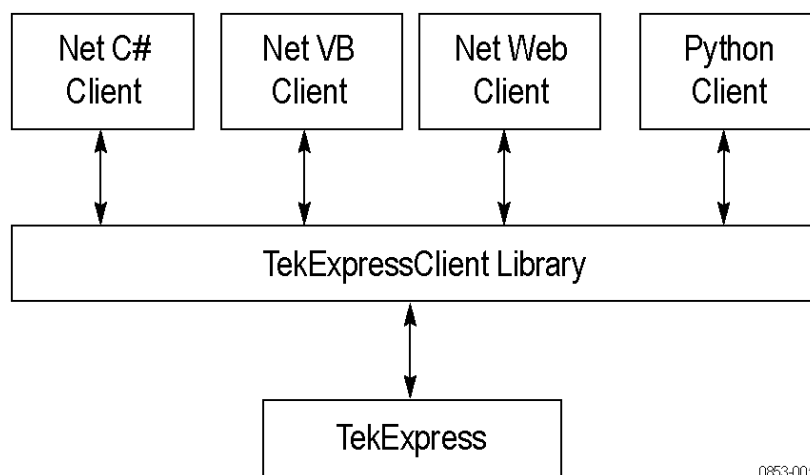 Net C#
Client
Net VB
Client
Net Web
Client
Python
Client
TekExpressClient Library
TekExpress